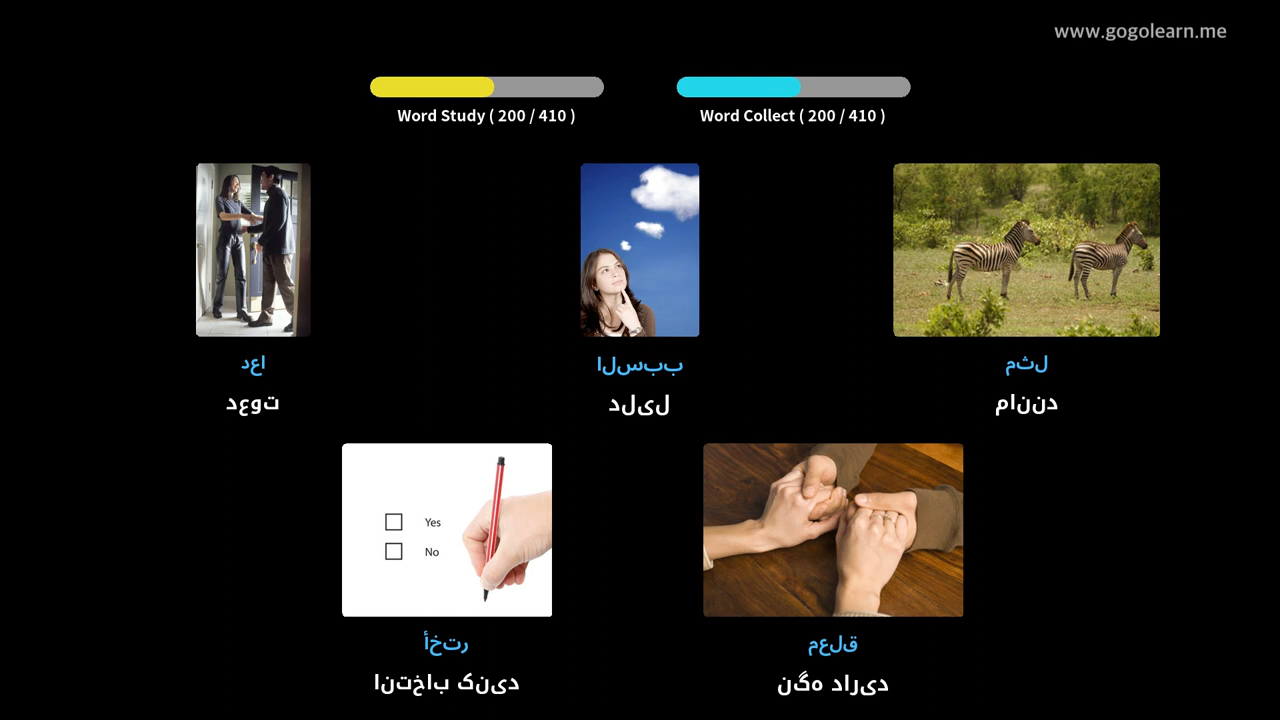 www.gogolearn.me
Word Study ( 200 / 410 )
Word Collect ( 200 / 410 )
دعا
السبب
مثل
دعوت
دلیل
مانند
Yes
No
أختر
معلق
انتخاب کنید
نگه دارید